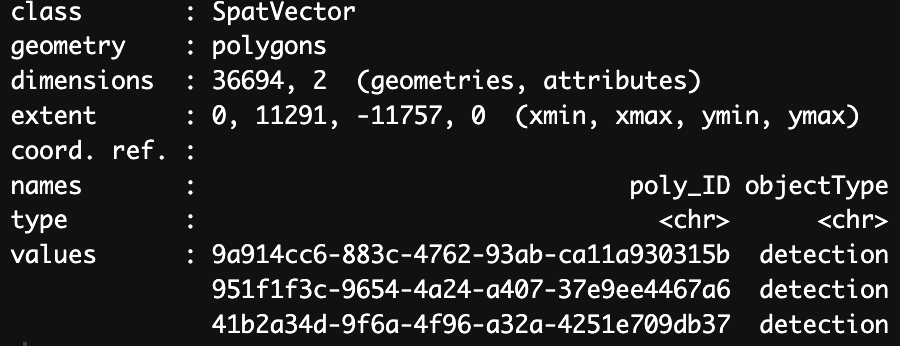 class       : SpatVector
geometry    : polygons
dimensions  : 36694, 2  (geometries, attributes)
extent      : 0, 11291, -11757, 0  (xmin, xmax, ymin, ymax)
coord. ref. :
names       :                              poly_ID objectType
type        :                                <chr>      <chr>
values      : 9a914cc6-883c-4762-93ab-ca11a930315b  detection
              951f1f3c-9654-4a24-a407-37e9ee4467a6  detection
              41b2a34d-9f6a-4f96-a32a-4251e709db37  detection